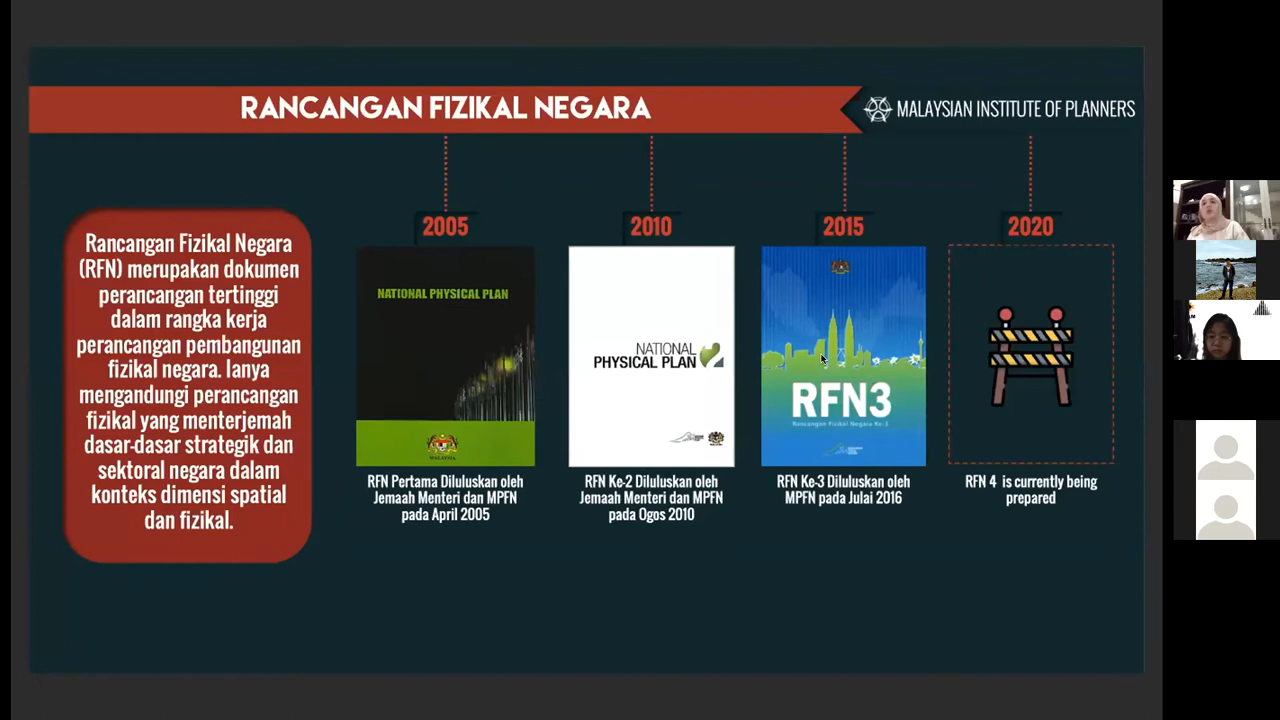 RANCANGAN FIZIKAL NEGARA
MALAYSIAN INSTITUTE OF PLANNERS
Rancangan Fizikal Negara
(RFN) merupakan dokumen
perancangan tertinggi
dalam rangka kerja
perancangan pembangunan
fizikal negara. Ianya
mengandungi perancangan
fizikal yang menterjemah
dasar-dasar strategik dan
sektoral negara dalam
konteks dimensi spatial
dan fizikal.
2005
NATIONAL PHYSICAL PLAN
MALAYSIA
RFN Pertama Diluluskan oleh
Jemaah Menteri dan MPFN
pada April 2005
2010
NATIONAL
PHYSICAL PLAN 2
RFN Ke-2 Diluluskan oleh
Jemaah Menteri dan MPFN
pada Ogos 2010
2015
RFN3
Rancangan Fizikal Negara Ke-3
RFN Ke-3 Diluluskan oleh
MPFN pada Julai 2016
2020
RFN 4 is currently being
prepared